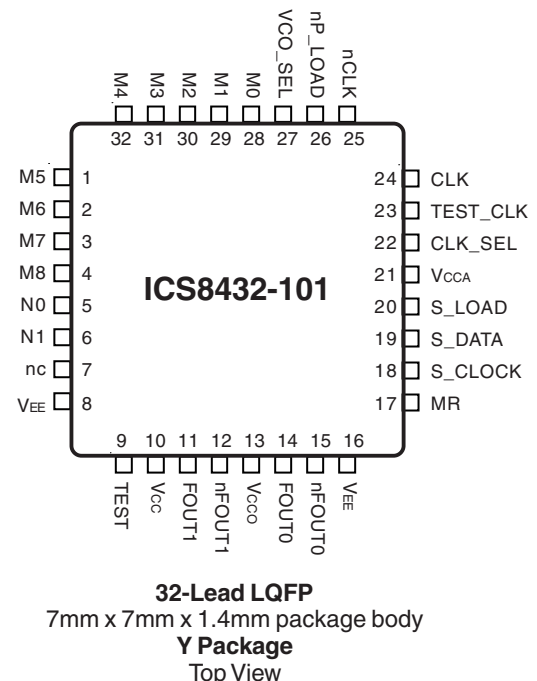 M4 M3 M2 M1 M0 VCO_SEL nP_LOAD nCLK
32 31 30 29 28 27 26 25
M5 1
M6 2
M7 3
M8 4
N0 5
N1 6
nc 7
VEE 8
ICS8432-101
24 CLK
23 TEST_CLK
22 CLK_SEL
21 VCCA
20 S_LOAD
19 S_DATA
18 S_CLOCK
17 MR
9 10 11 12 13 14 15 16
TEST VCC FOUT1 nFOUT1 VCCO FOUT0 nFOUT0 VEE
32-Lead LQFP
7mm x 7mm x 1.4mm package body
Y Package
Top View